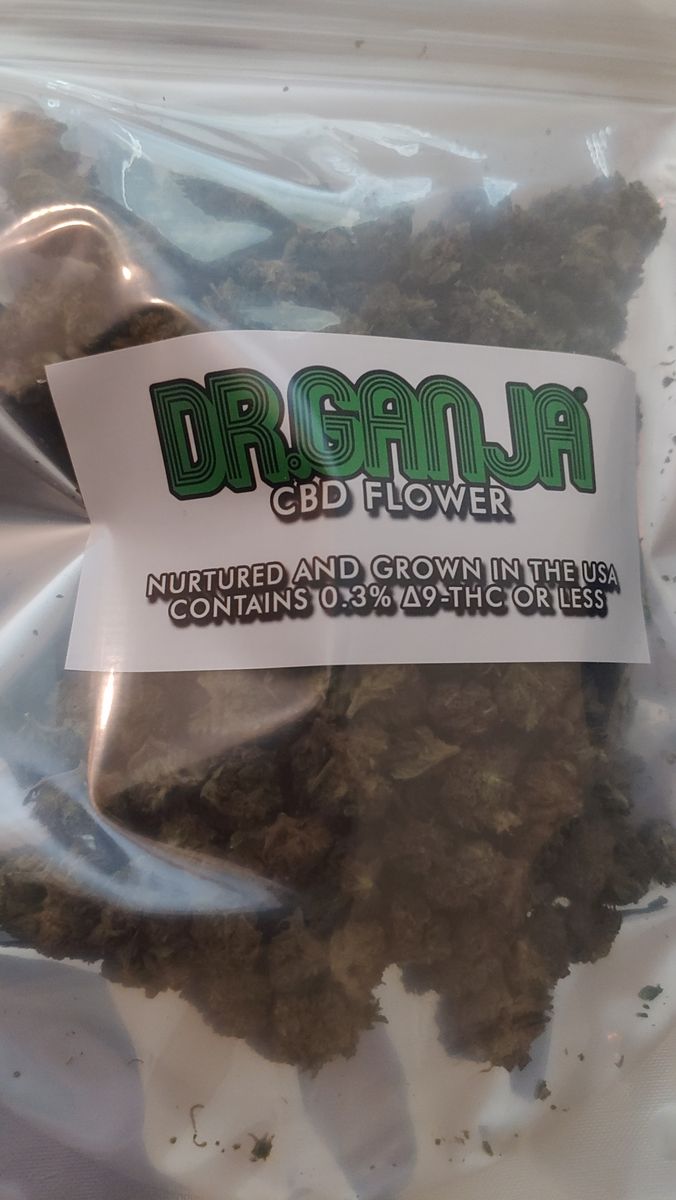 DR.GANJA
CBD FLOWER
NURTURED AND GROWN IN THE USA
CONTAINS 0.3% Δ9-THC OR LESS